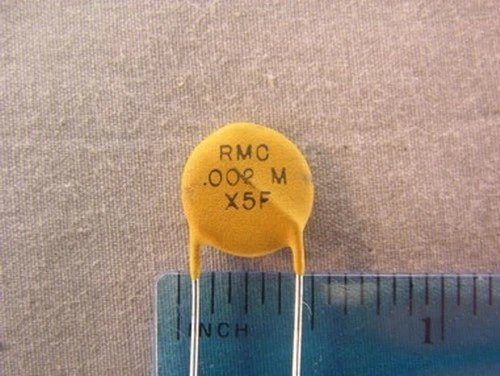 RMC
.002 M
X5F
INCH
1